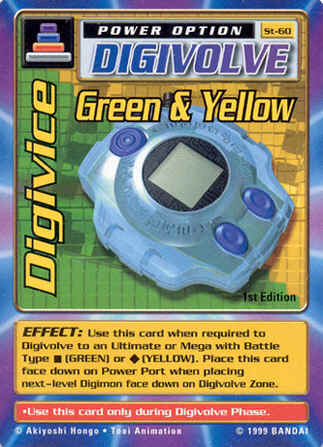 POWER OPTION
St-60
DIGIVOLVE
Digivice
Green & Yellow
1st Edition
EFFECT: Use this card when required to
Digivolve to an Ultimate or Mega with Battle
Type ■ (GREEN) or ◆ (YELLOW). Place this card
face down on Power Port when placing
next-level Digimon face down on Digivolve Zone.
•Use this card only during Digivolve Phase.
© Akiyoshi Hongo • Toei Animation
© 1999 BANDAI